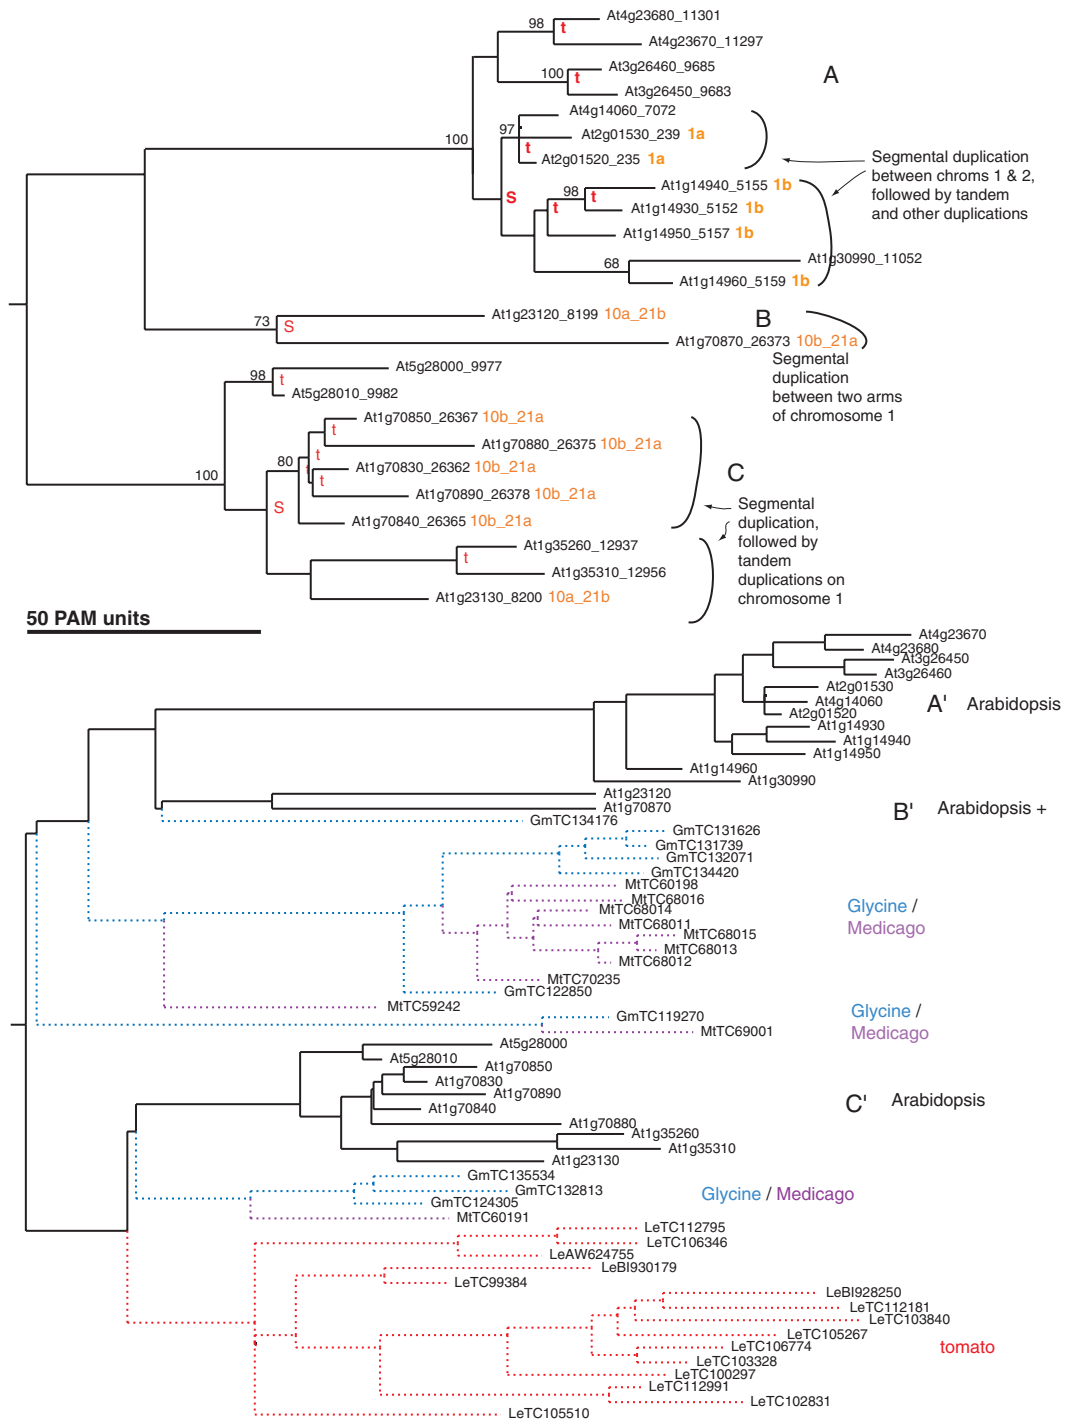 98
t
At4g23680_11301
At4g23670_11297
100
t
At3g26460_9685
At3g26450_9683
A
100
97
t
At4g14060_7072
At2g01530_239 1a
At2g01520_235 1a
Segmental duplication
between chroms 1 & 2,
followed by tandem
and other duplications
S
98
t
t
At1g14940_5155 1b
At1g14930_5152 1b
At1g14950_5157 1b
68
At1g30990_11052
At1g14960_5159 1b
73
S
At1g23120_8199 10a_21b
B
At1g70870_26373 10b_21a
Segmental
duplication
between two arms
of chromosome 1
98
t
At5g28000_9977
At5g28010_9982
100
80
S
t
t
t
t
At1g70850_26367 10b_21a
At1g70880_26375 10b_21a
At1g70830_26362 10b_21a
At1g70890_26378 10b_21a
At1g70840_26365 10b_21a
C
Segmental
duplication,
followed by
tandem
duplications on
chromosome 1
t
At1g35260_12937
At1g35310_12956
At1g23130_8200 10a_21b
50 PAM units
At4g23670
At4g23680
At3g26450
At3g26460
At2g01530
At4g14060
At2g01520
A' Arabidopsis
At1g14930
At1g14940
At1g14950
At1g14960
At1g30990
At1g23120
At1g70870
B' Arabidopsis +
GmTC134176
GmTC131626
GmTC131739
GmTC132071
GmTC134420
MtTC60198
MtTC68016
MtTC68014
MtTC68011
MtTC68015
MtTC68013
MtTC68012
Glycine /
Medicago
MtTC70235
GmTC122850
MtTC59242
GmTC119270
MtTC69001
Glycine /
Medicago
At5g28000
At5g28010
At1g70850
At1g70830
At1g70890
At1g70840
At1g70880
C' Arabidopsis
At1g35260
At1g35310
At1g23130
GmTC135534
GmTC132813
GmTC124305
MtTC60191
Glycine / Medicago
LeTC112795
LeTC106346
LeAW624755
LeBI930179
LeTC99384
LeBI928250
LeTC112181
LeTC103840
LeTC105267
LeTC106774
LeTC103328
LeTC100297
tomato
LeTC112991
LeTC102831
LeTC105510